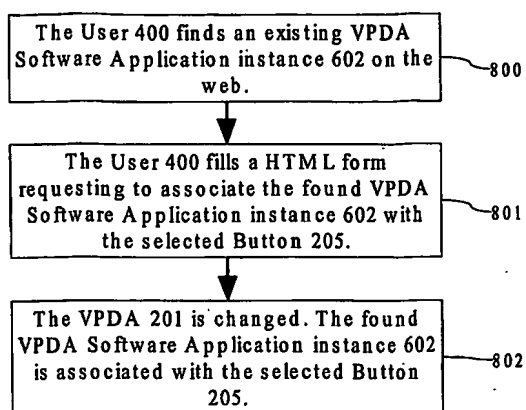 The User 400 finds an existing VPDA
Software Application instance 602 on the
web.
800
The User 400 fills a HTML form
requesting to associate the found VPDA
Software Application instance 602 with
the selected Button 205.
801
The VPDA 201 is changed. The found
VPDA Software Application instance 602
is associated with the selected Button
205.
802